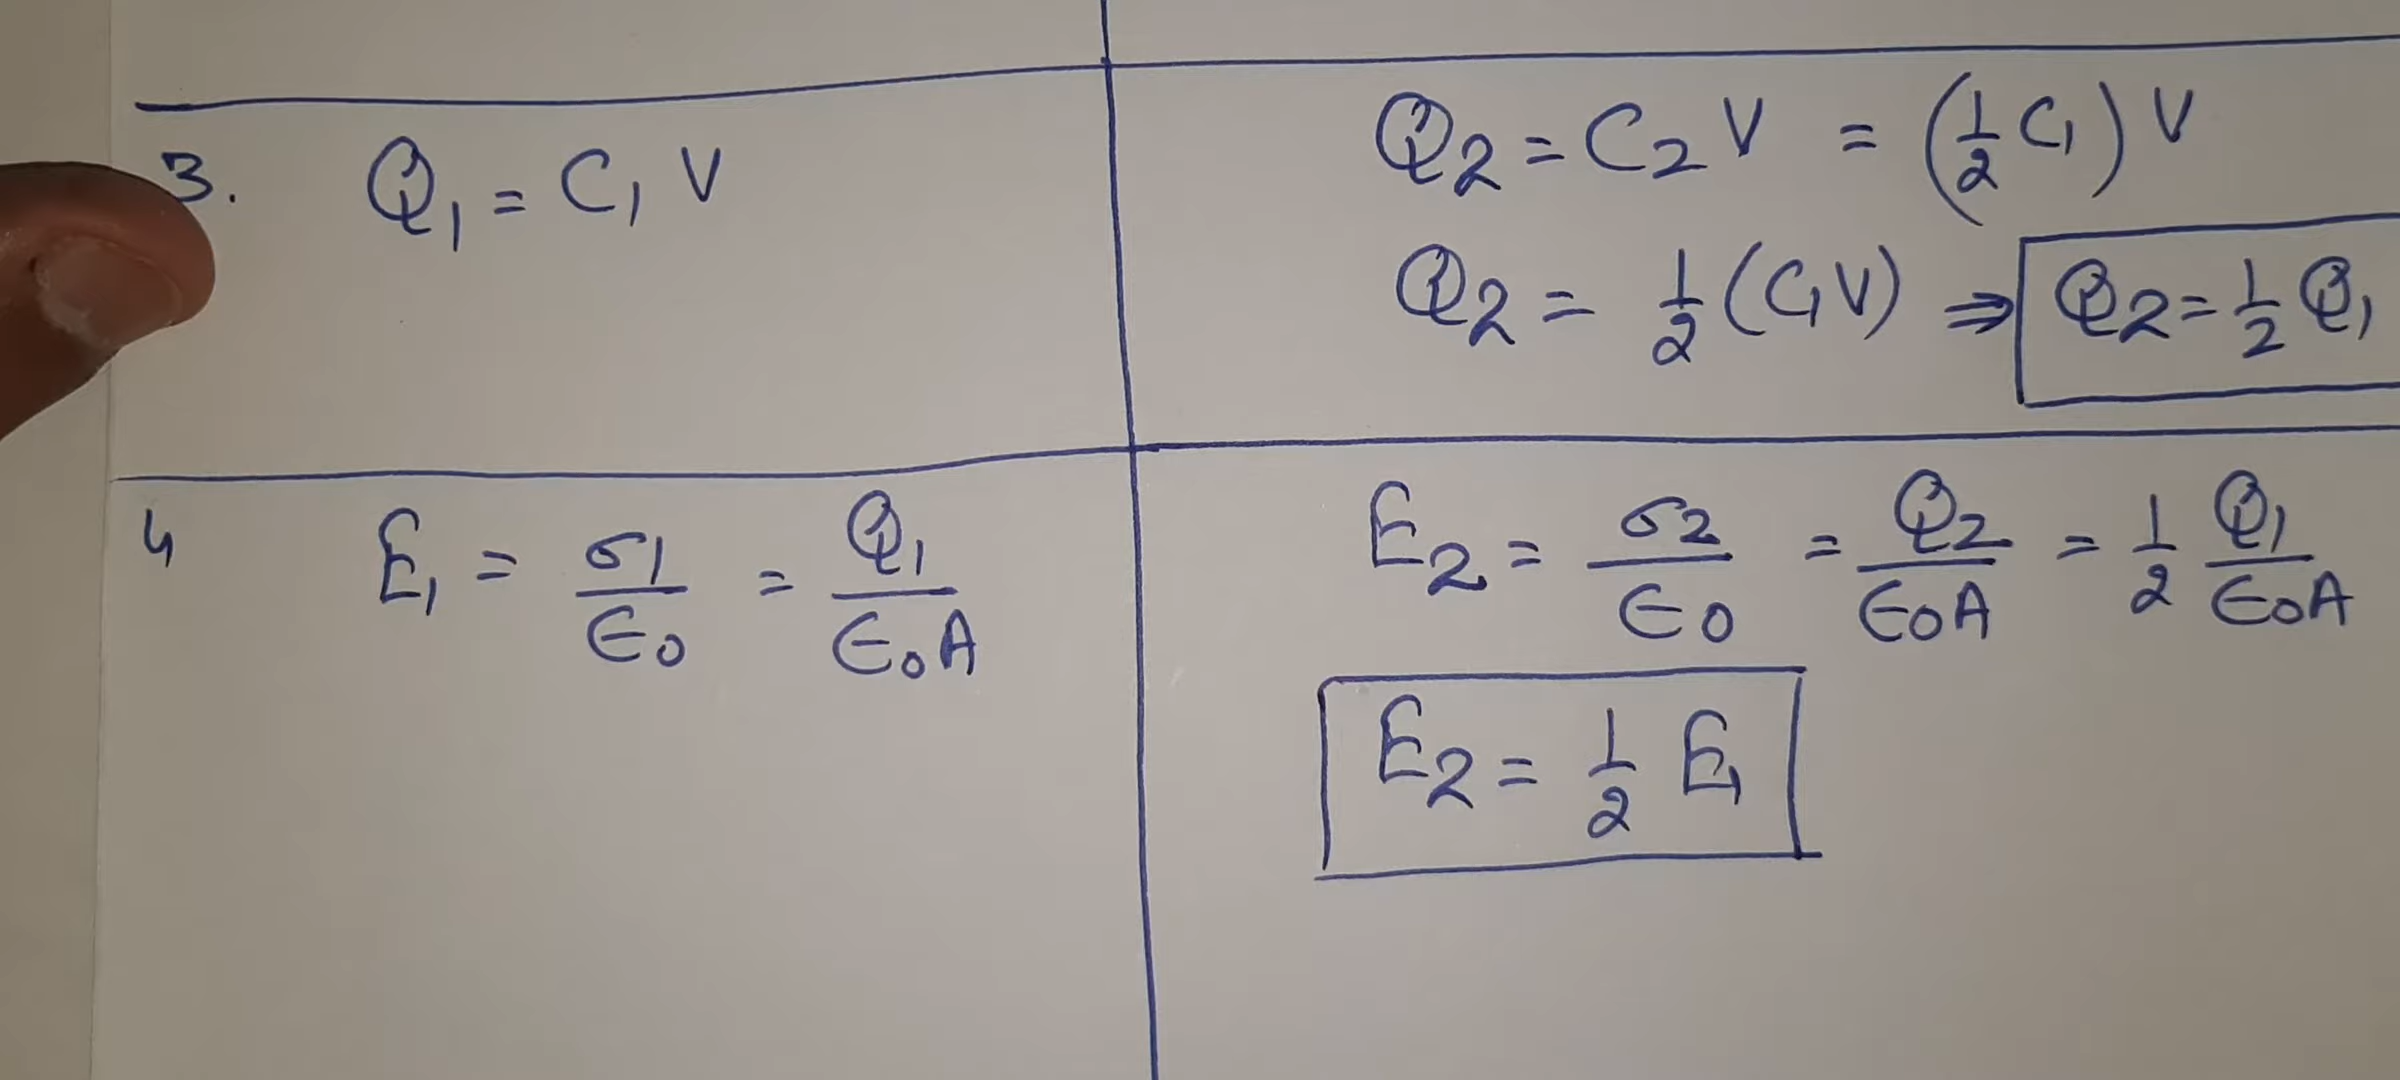 3. Q₁ = C₁ V
Q₂ = C₂ V = (½ C₁) V
Q₂ = ½ (C₁V) ⇒ Q₂ = ½ Q₁
4 E₁ = σ₁/ϵ₀ = Q₁/ϵ₀A
E₂ = σ₂/ϵ₀ = Q₂/ϵ₀A = ½ Q₁/ϵ₀A
E₂ = ½ E₁